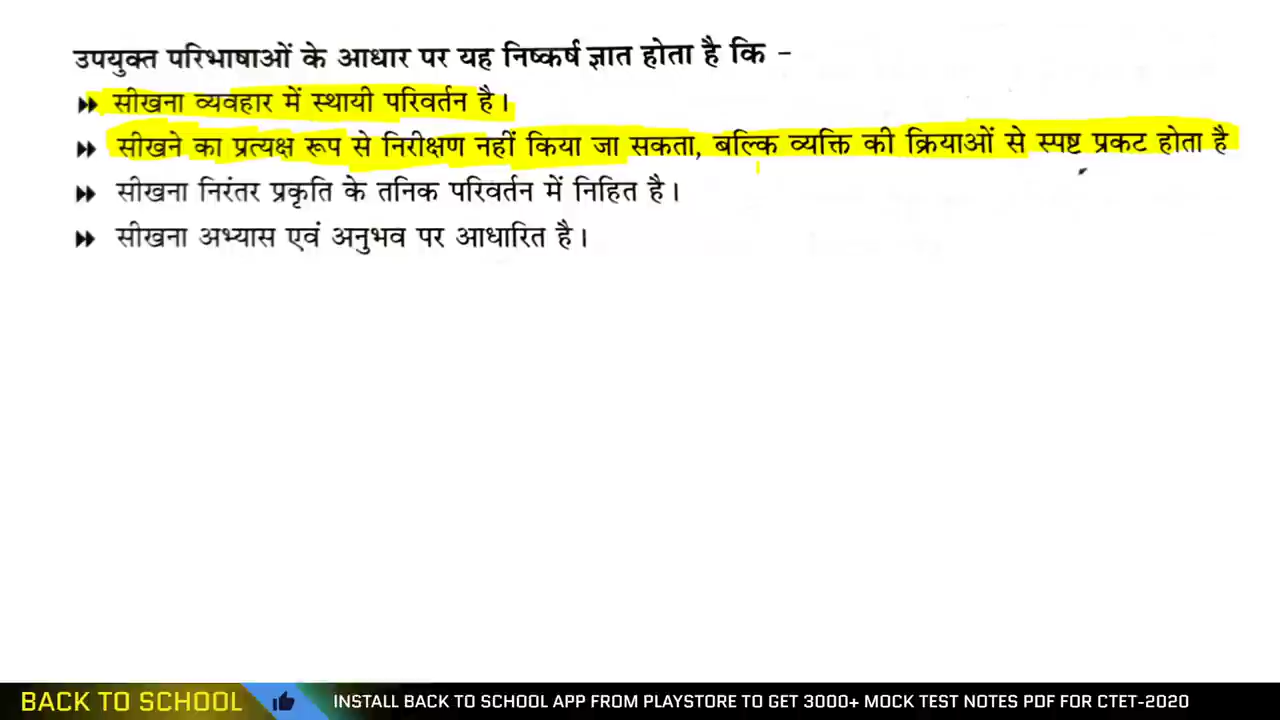 उपयुक्त परिभाषाओं के आधार पर यह निष्कर्ष ज्ञात होता है कि -
सीखना व्यवहार में स्थायी परिवर्तन है।
सीखने का प्रत्यक्ष रूप से निरीक्षण नहीं किया जा सकता, बल्कि व्यक्ति की क्रियाओं से स्पष्ट प्रकट होता है
सीखना निरंतर प्रकृति के तनिक परिवर्तन में निहित है।
सीखना अभ्यास एवं अनुभव पर आधारित है।
BACK TO SCHOOL INSTALL BACK TO SCHOOL APP FROM PLAYSTORE TO GET 3000+ MOCK TEST NOTES PDF FOR CTET-2020